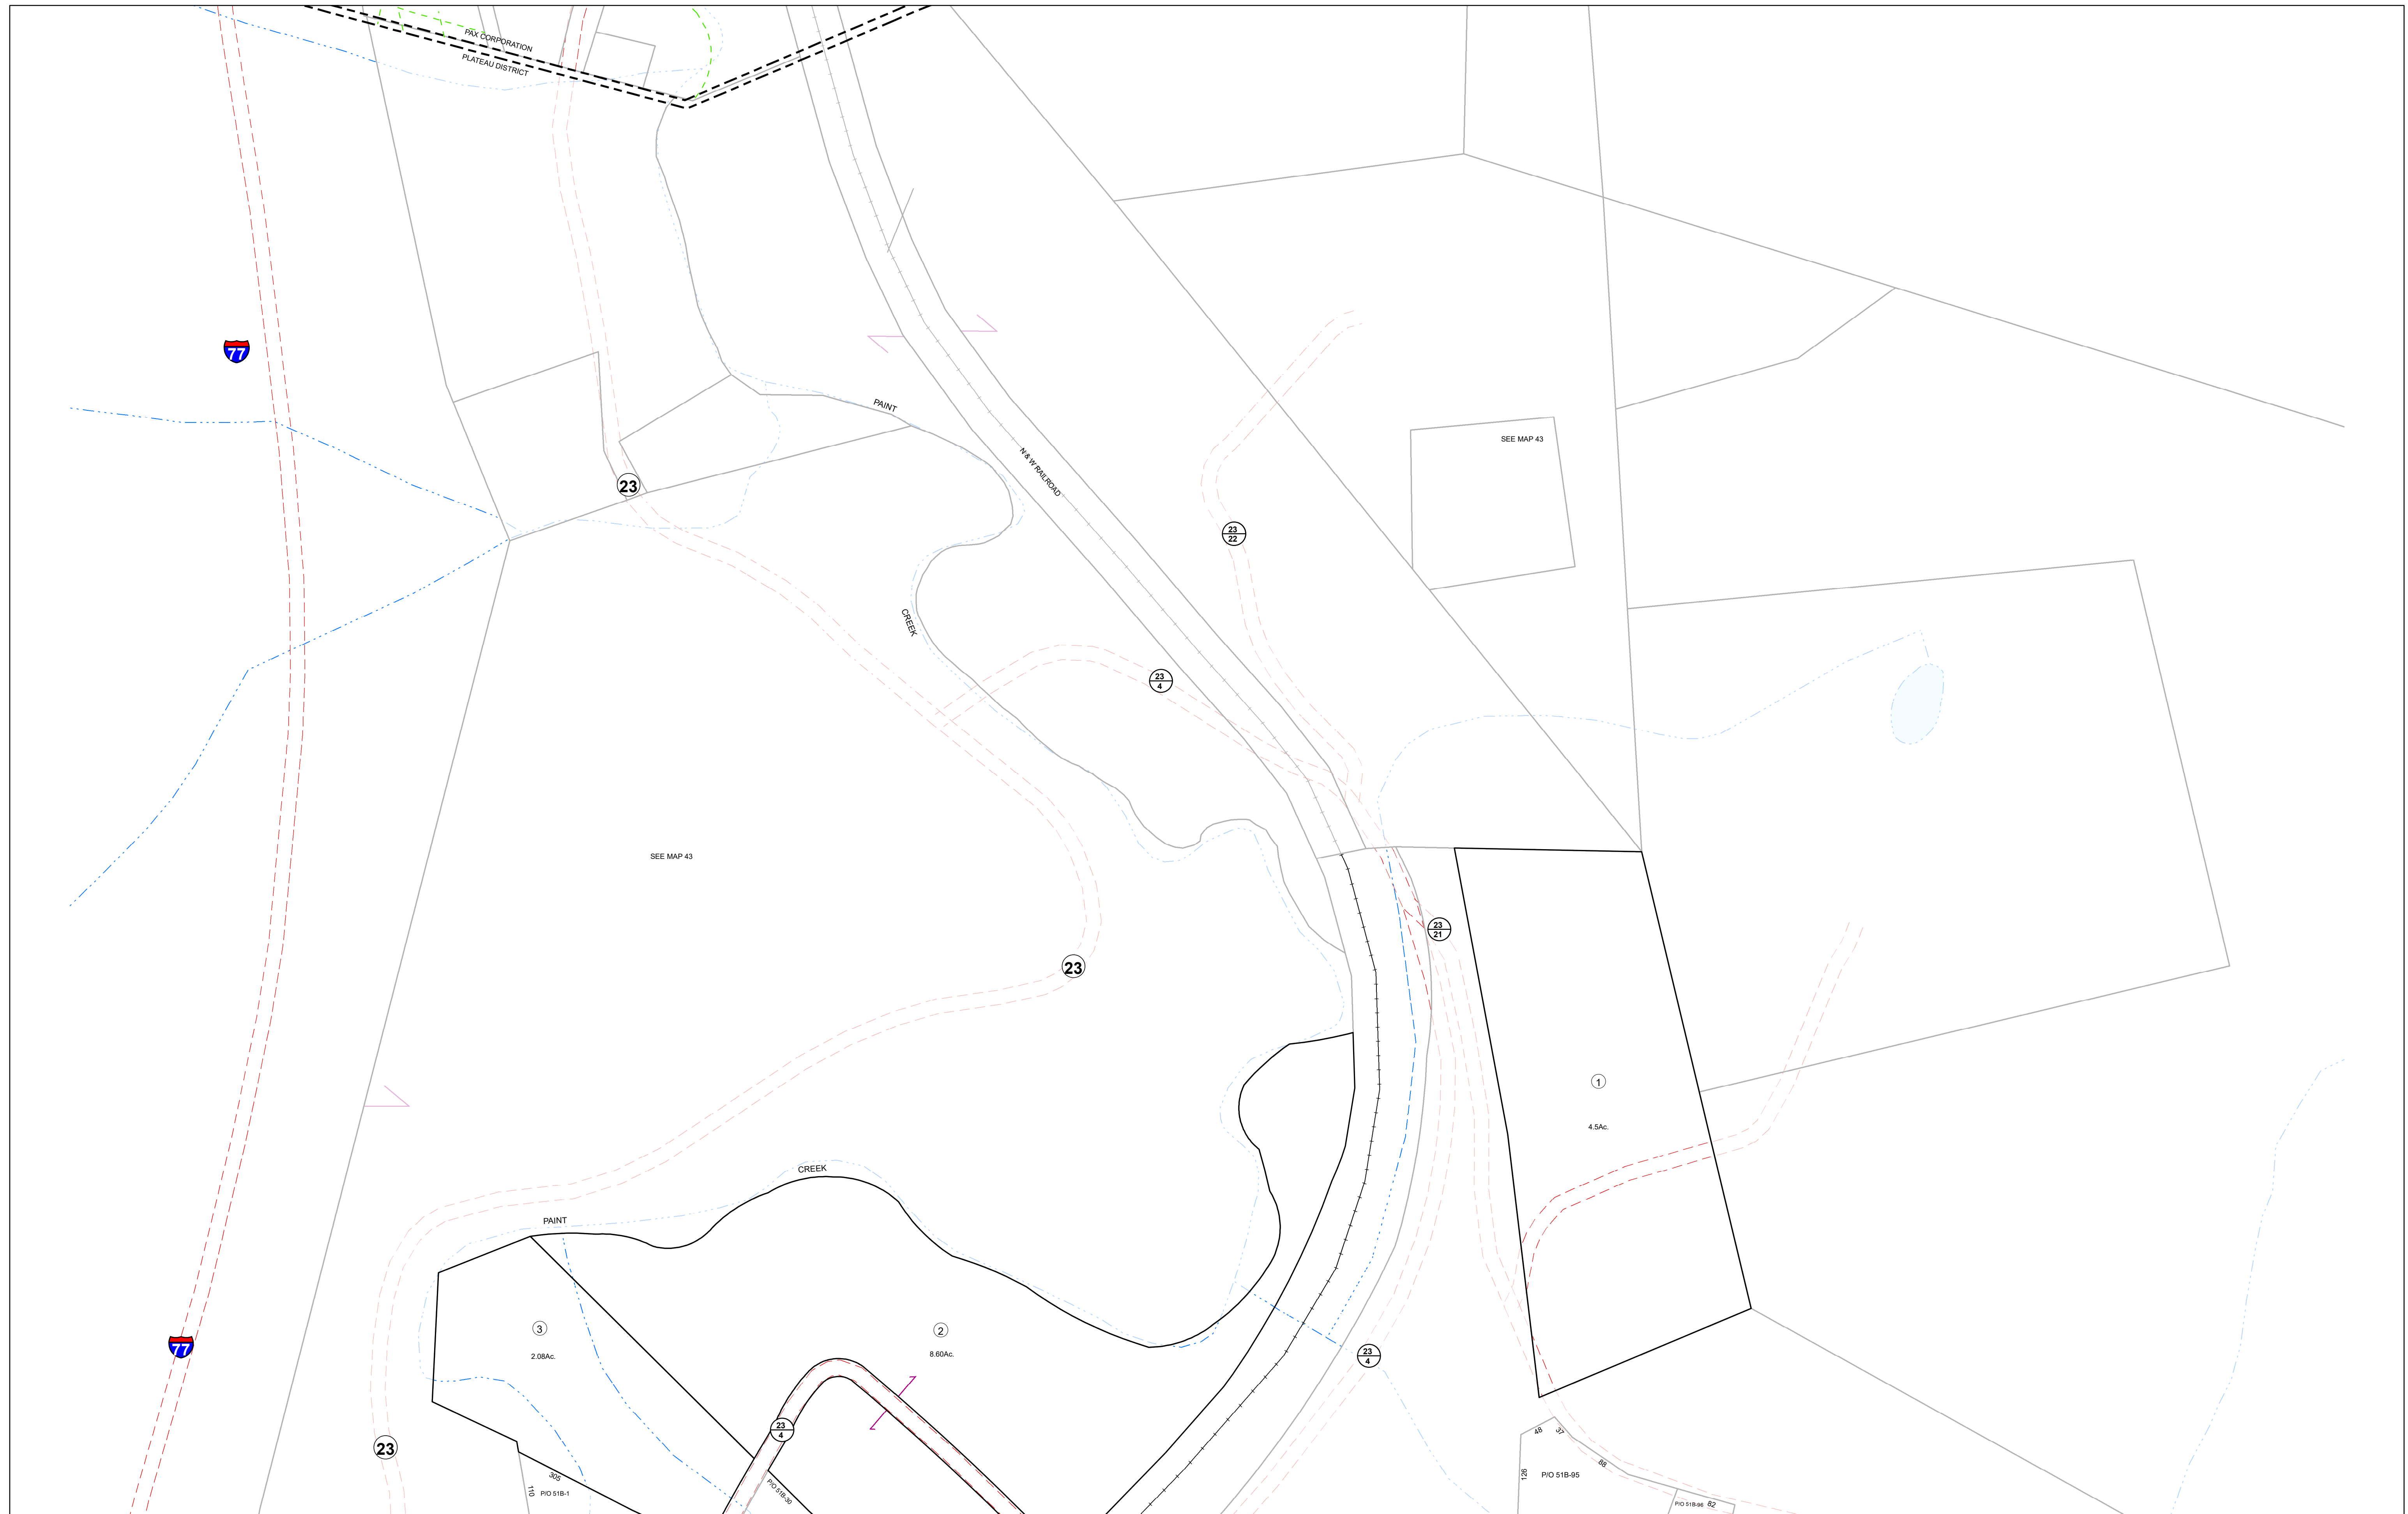 PAX CORPORATION
PLATEAU DISTRICT
77
PAINT
SEE MAP 43
N & W RAILROAD
23
23
22
CREEK
23
4
SEE MAP 43
23
21
23
1
4.5Ac.
CREEK
PAINT
3
2
77
2.08Ac.
8.60Ac.
23
4
23
4
48
37
23
88
305
126
P/O 51B-95
110
P/O 51B-1
P/O 51B-30
P/O 51B-96
82